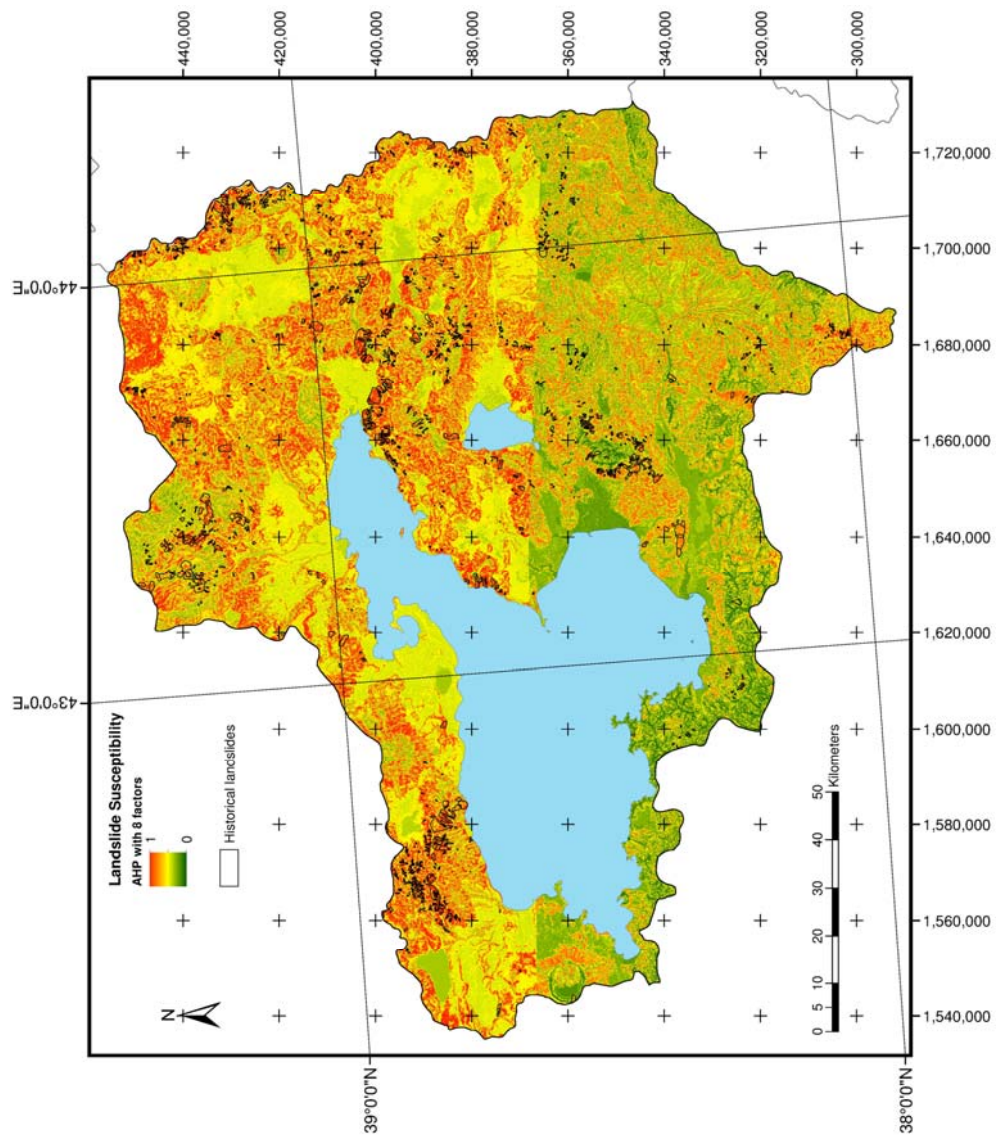 44°0'0"E
43°0'0"E
440,000
420,000
400,000
380,000
360,000
340,000
320,000
300,000
Landslide Susceptibility
AHP with 8 factors
1
0
Historical landslides
N
0 5 10 20 30 40 50
Kilometers
39°0'0"N
38°0'0"N
1,540,000 1,560,000 1,580,000 1,600,000 1,620,000 1,640,000 1,660,000 1,680,000 1,700,000 1,720,000